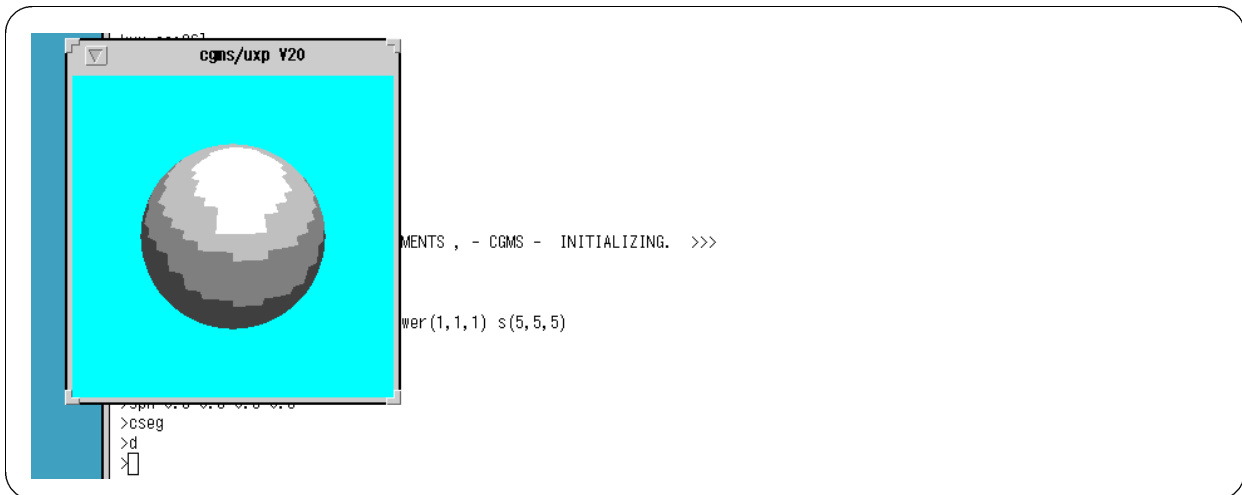 cgms/uxp V20
MENTS , - CGMS - INITIALIZING. >>>
wer(1,1,1) s(5,5,5)
>cseg
>d
>